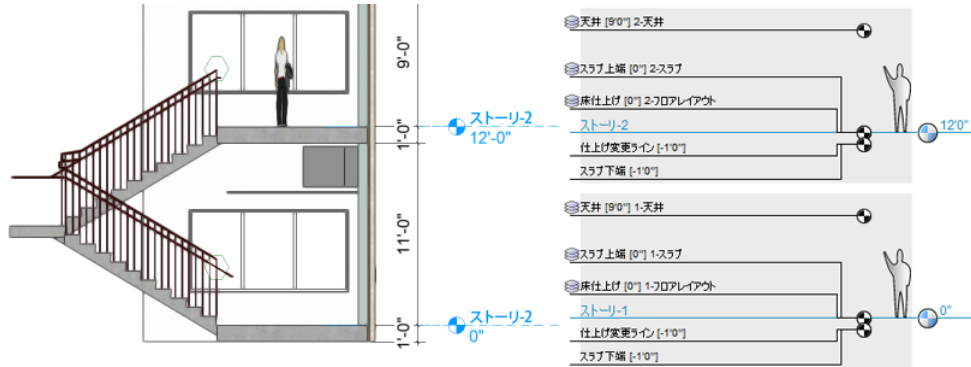 9'-0"
1'-0"
11'-0"
1'-0"
ストーリ-2
12'-0"
ストーリ-2
0"
天井 [9'0"] 2-天井
スラブ上端 [0"] 2-スラブ
床仕上げ [0"] 2-フロアレイアウト
ストーリ-2
12'0"
仕上げ変更ライン [-1'0"]
スラブ下端 [-1'0"]
天井 [9'0"] 1-天井
スラブ上端 [0"] 1-スラブ
床仕上げ [0"] 1-フロアレイアウト
ストーリ-1
0"
仕上げ変更ライン [-1'0"]
スラブ下端 [-1'0"]